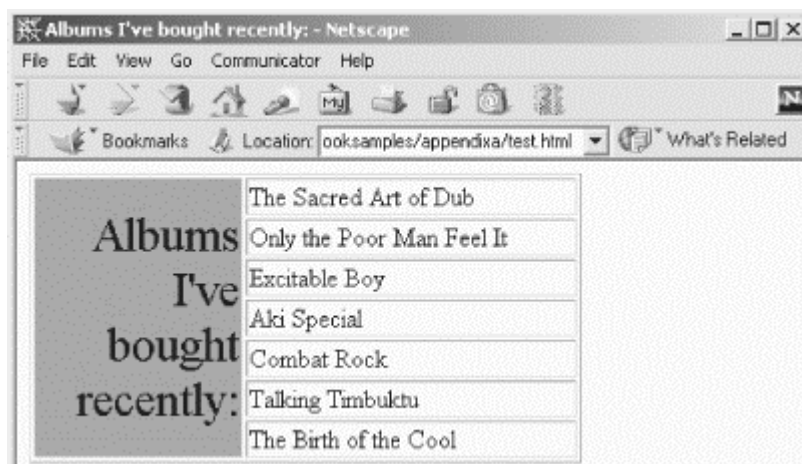 Albums I've bought recently: - Netscape
File Edit View Go Communicator Help
My
N
Bookmarks Location: ooksamples/appendixa/test.html What's Related
Albums
I've
bought
recently:
The Sacred Art of Dub
Only the Poor Man Feel It
Excitable Boy
Aki Special
Combat Rock
Talking Timbuktu
The Birth of the Cool